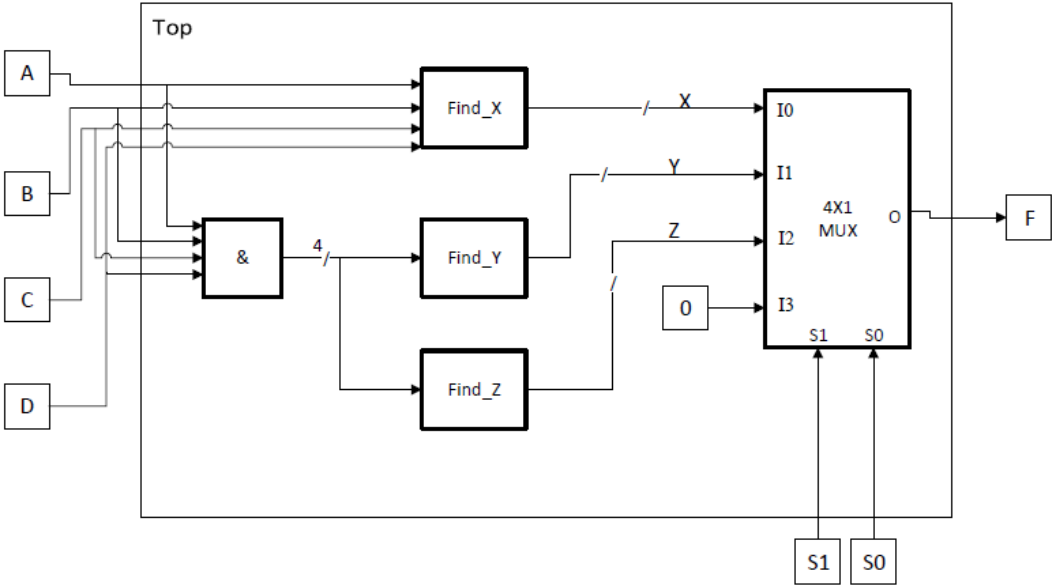 Top
A
Find_X
/
X
I0
B
/
Y
I1
4X1
MUX
O
F
&
4
/
Find_Y
Z
I2
/
C
0
I3
S1
S0
D
Find_Z
S1
S0